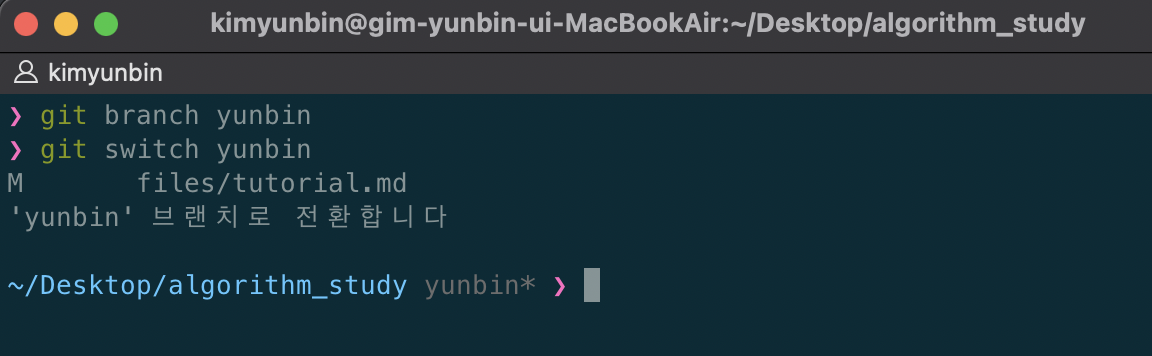 kimyunbin@gim-yunbin-ui-MacBookAir:~/Desktop/algorithm_study
kimyunbin
❯ git branch yunbin
❯ git switch yunbin
M       files/tutorial.md
'yunbin' 브랜치로 전환합니다
~/Desktop/algorithm_study yunbin* ❯